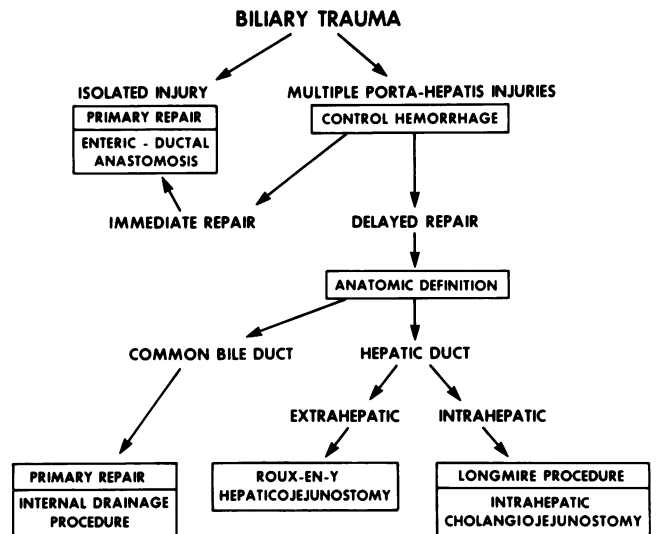 BILIARY TRAUMA
ISOLATED INJURY
MULTIPLE PORTA-HEPATIS INJURIES
PRIMARY REPAIR
CONTROL HEMORRHAGE
ENTERIC - DUCTAL
ANASTOMOSIS
IMMEDIATE REPAIR
DELAYED REPAIR
ANATOMIC DEFINITION
COMMON BILE DUCT
HEPATIC DUCT
EXTRAHEPATIC
INTRAHEPATIC
PRIMARY REPAIR
INTERNAL DRAINAGE
PROCEDURE
ROUX-EN-Y
HEPATICOJEJUNOSTOMY
LONGMIRE PROCEDURE
INTRAHEPATIC
CHOLANGIOJEJUNOSTOMY